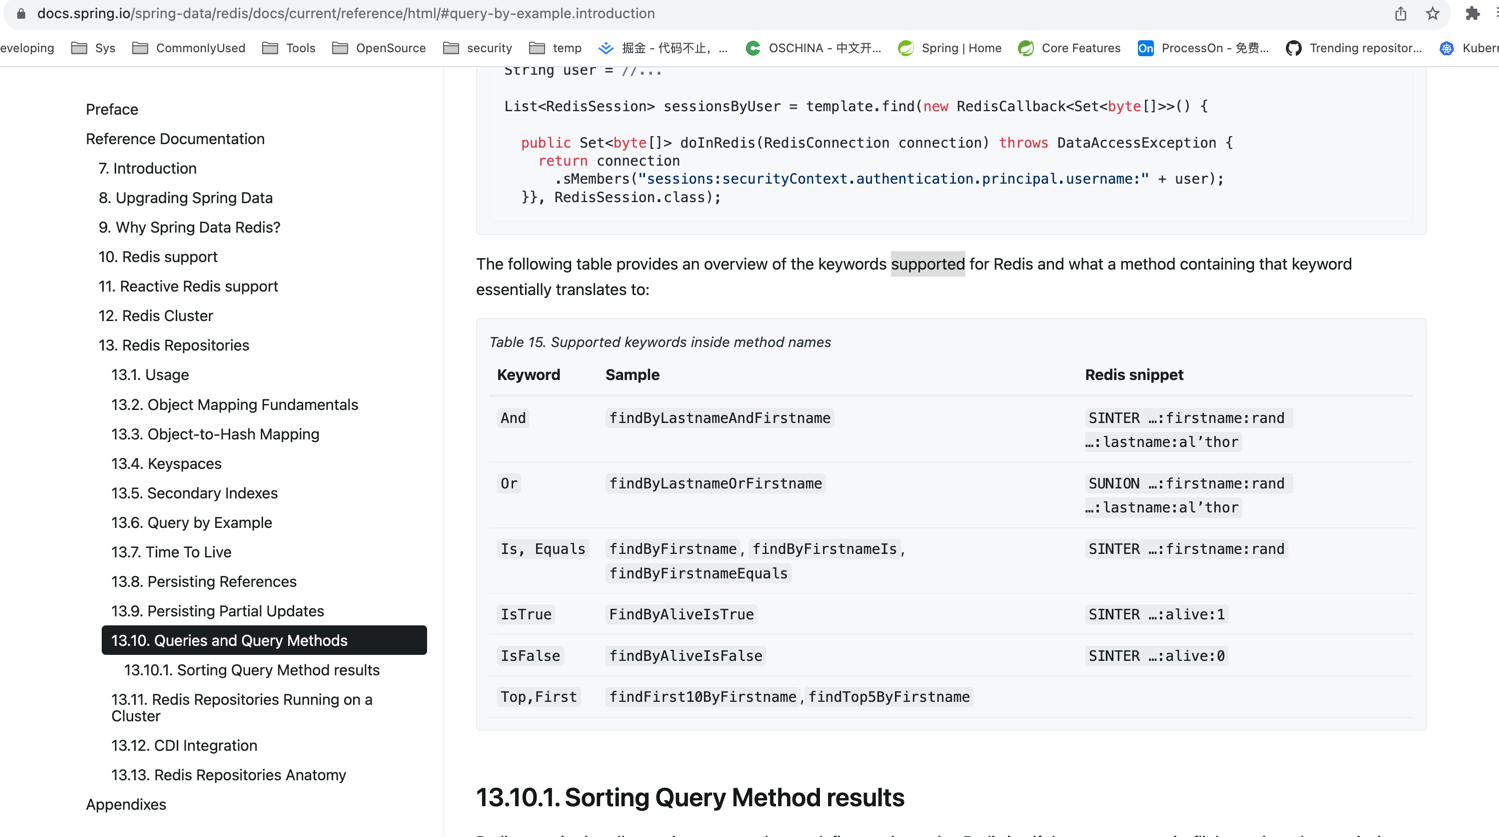 docs.spring.io/spring-data/redis/docs/current/reference/html/#query-by-example.introduction
eveloping Sys CommonlyUsed Tools OpenSource security temp 掘金 - 代码不止，... OSCHINA - 中文开... Spring | Home Core Features On ProcessOn - 免费... Trending repositor... Kubern
Preface
Reference Documentation
7. Introduction
8. Upgrading Spring Data
9. Why Spring Data Redis?
10. Redis support
11. Reactive Redis support
12. Redis Cluster
13. Redis Repositories
13.1. Usage
13.2. Object Mapping Fundamentals
13.3. Object-to-Hash Mapping
13.4. Keyspaces
13.5. Secondary Indexes
13.6. Query by Example
13.7. Time To Live
13.8. Persisting References
13.9. Persisting Partial Updates
13.10. Queries and Query Methods
13.10.1. Sorting Query Method results
13.11. Redis Repositories Running on a
Cluster
13.12. CDI Integration
13.13. Redis Repositories Anatomy
Appendixes
String user = //...
List<RedisSession> sessionsByUser = template.find(new RedisCallback<Set<byte[]>>() {
public Set<byte[]> doInRedis(RedisConnection connection) throws DataAccessException {
return connection
.sMembers("sessions:securityContext.authentication.principal.username:" + user);
}}, RedisSession.class);
The following table provides an overview of the keywords supported for Redis and what a method containing that keyword
essentially translates to:
Table 15. Supported keywords inside method names
Keyword Sample Redis snippet
And findByLastnameAndFirstname SINTER …:firstname:rand
…:lastname:al’thor
Or findByLastnameOrFirstname SUNION …:firstname:rand
…:lastname:al’thor
Is, Equals findByFirstname, findByFirstnameIs, SINTER …:firstname:rand
findByFirstnameEquals
IsTrue FindByAliveIsTrue SINTER …:alive:1
IsFalse findByAliveIsFalse SINTER …:alive:0
Top,First findFirst10ByFirstname,findTop5ByFirstname
13.10.1. Sorting Query Method results